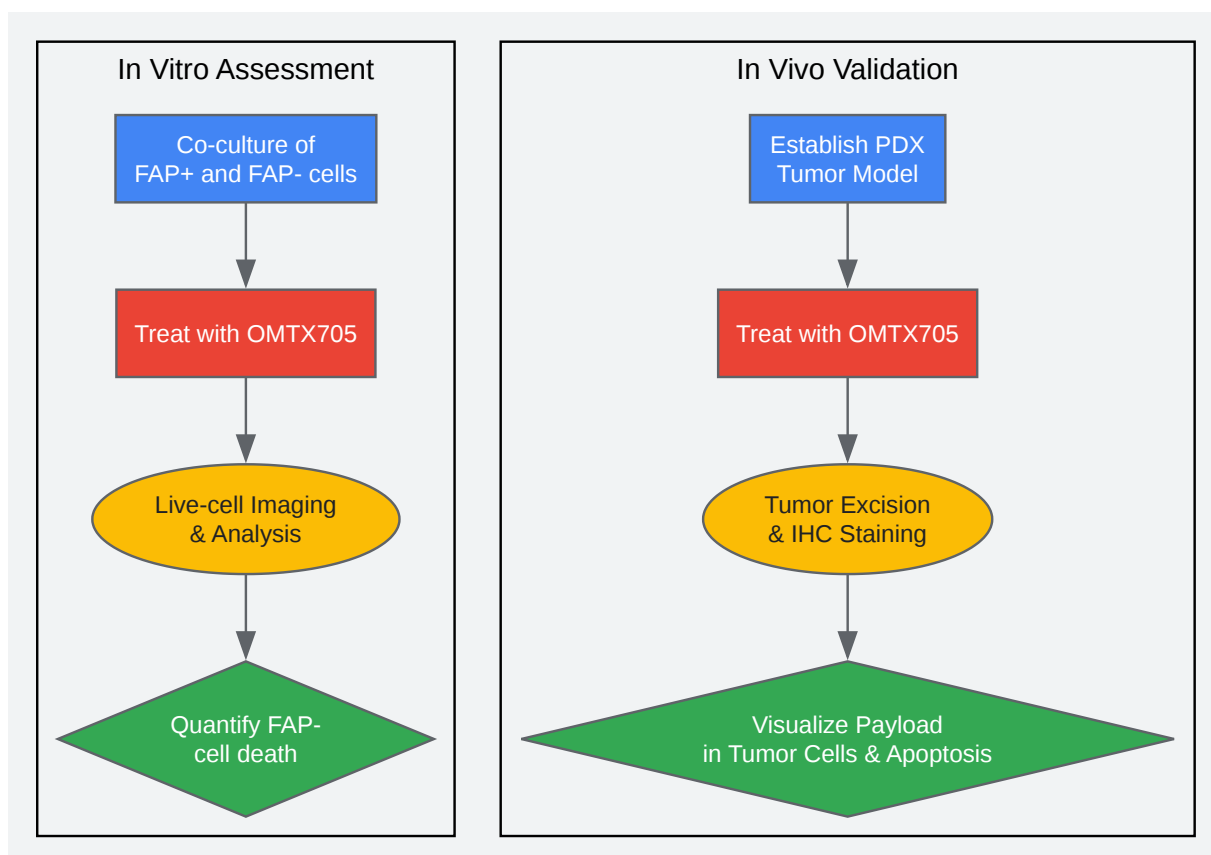 In Vitro Assessment
Co-culture of
FAP+ and FAP- cells
Treat with OMTX705
Live-cell Imaging
& Analysis
Quantify FAP-
cell death
In Vivo Validation
Establish PDX
Tumor Model
Treat with OMTX705
Tumor Excision
& IHC Staining
Visualize Payload
in Tumor Cells & Apoptosis